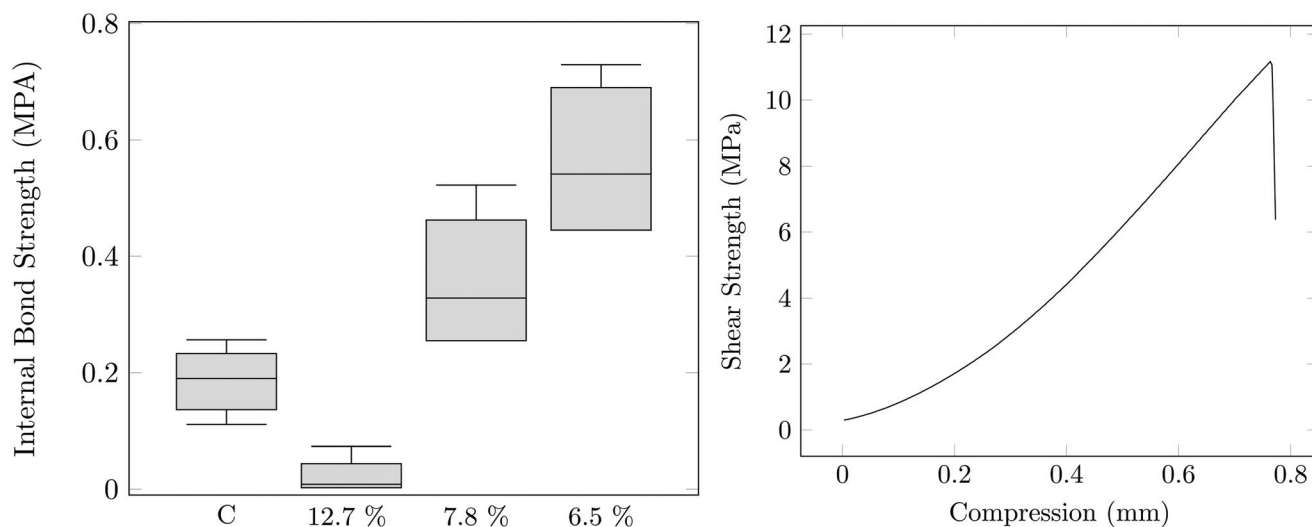 Internal Bond Strength (MPA)
0.8
0.6
0.4
0.2
0
C 12.7 % 7.8 % 6.5 %
Shear Strength (MPa)
12
10
8
6
4
2
0
0 0.2 0.4 0.6 0.8
Compression (mm)